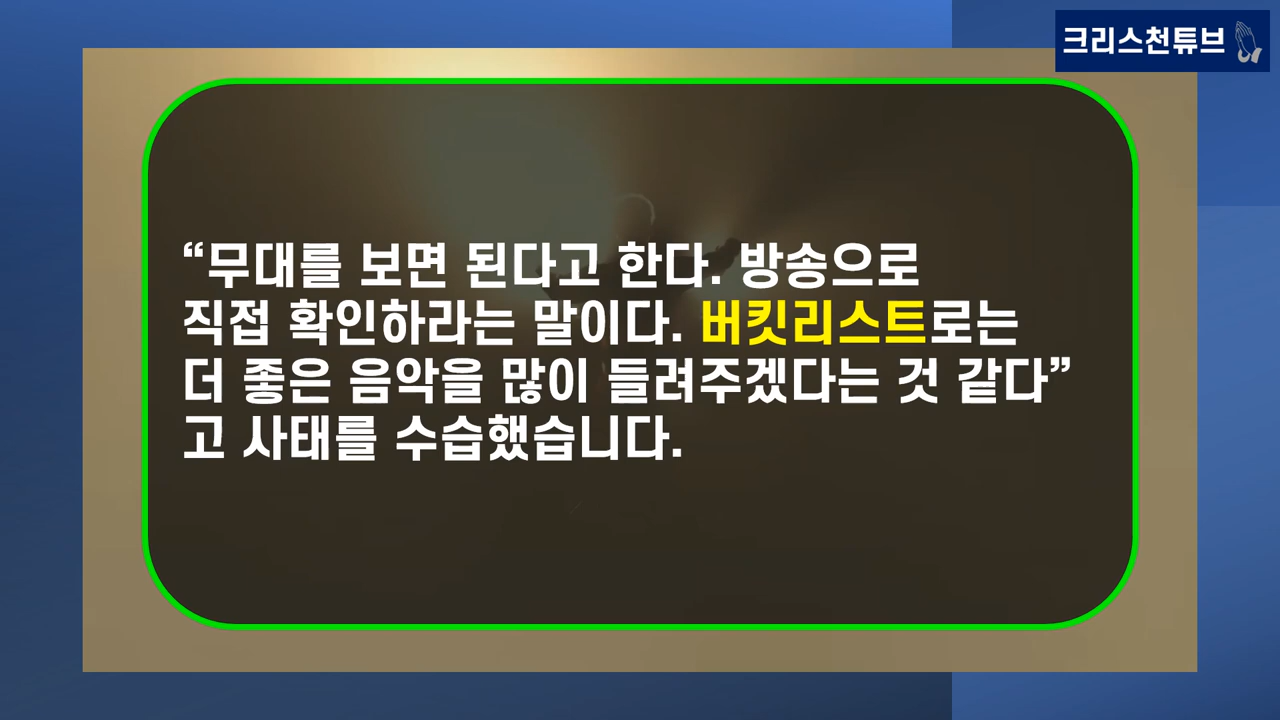 크리스천튜브
“무대를 보면 된다고 한다. 방송으로
직접 확인하라는 말이다. 버킷리스트로는
더 좋은 음악을 많이 들려주겠다는 것 같다”
고 사태를 수습했습니다.